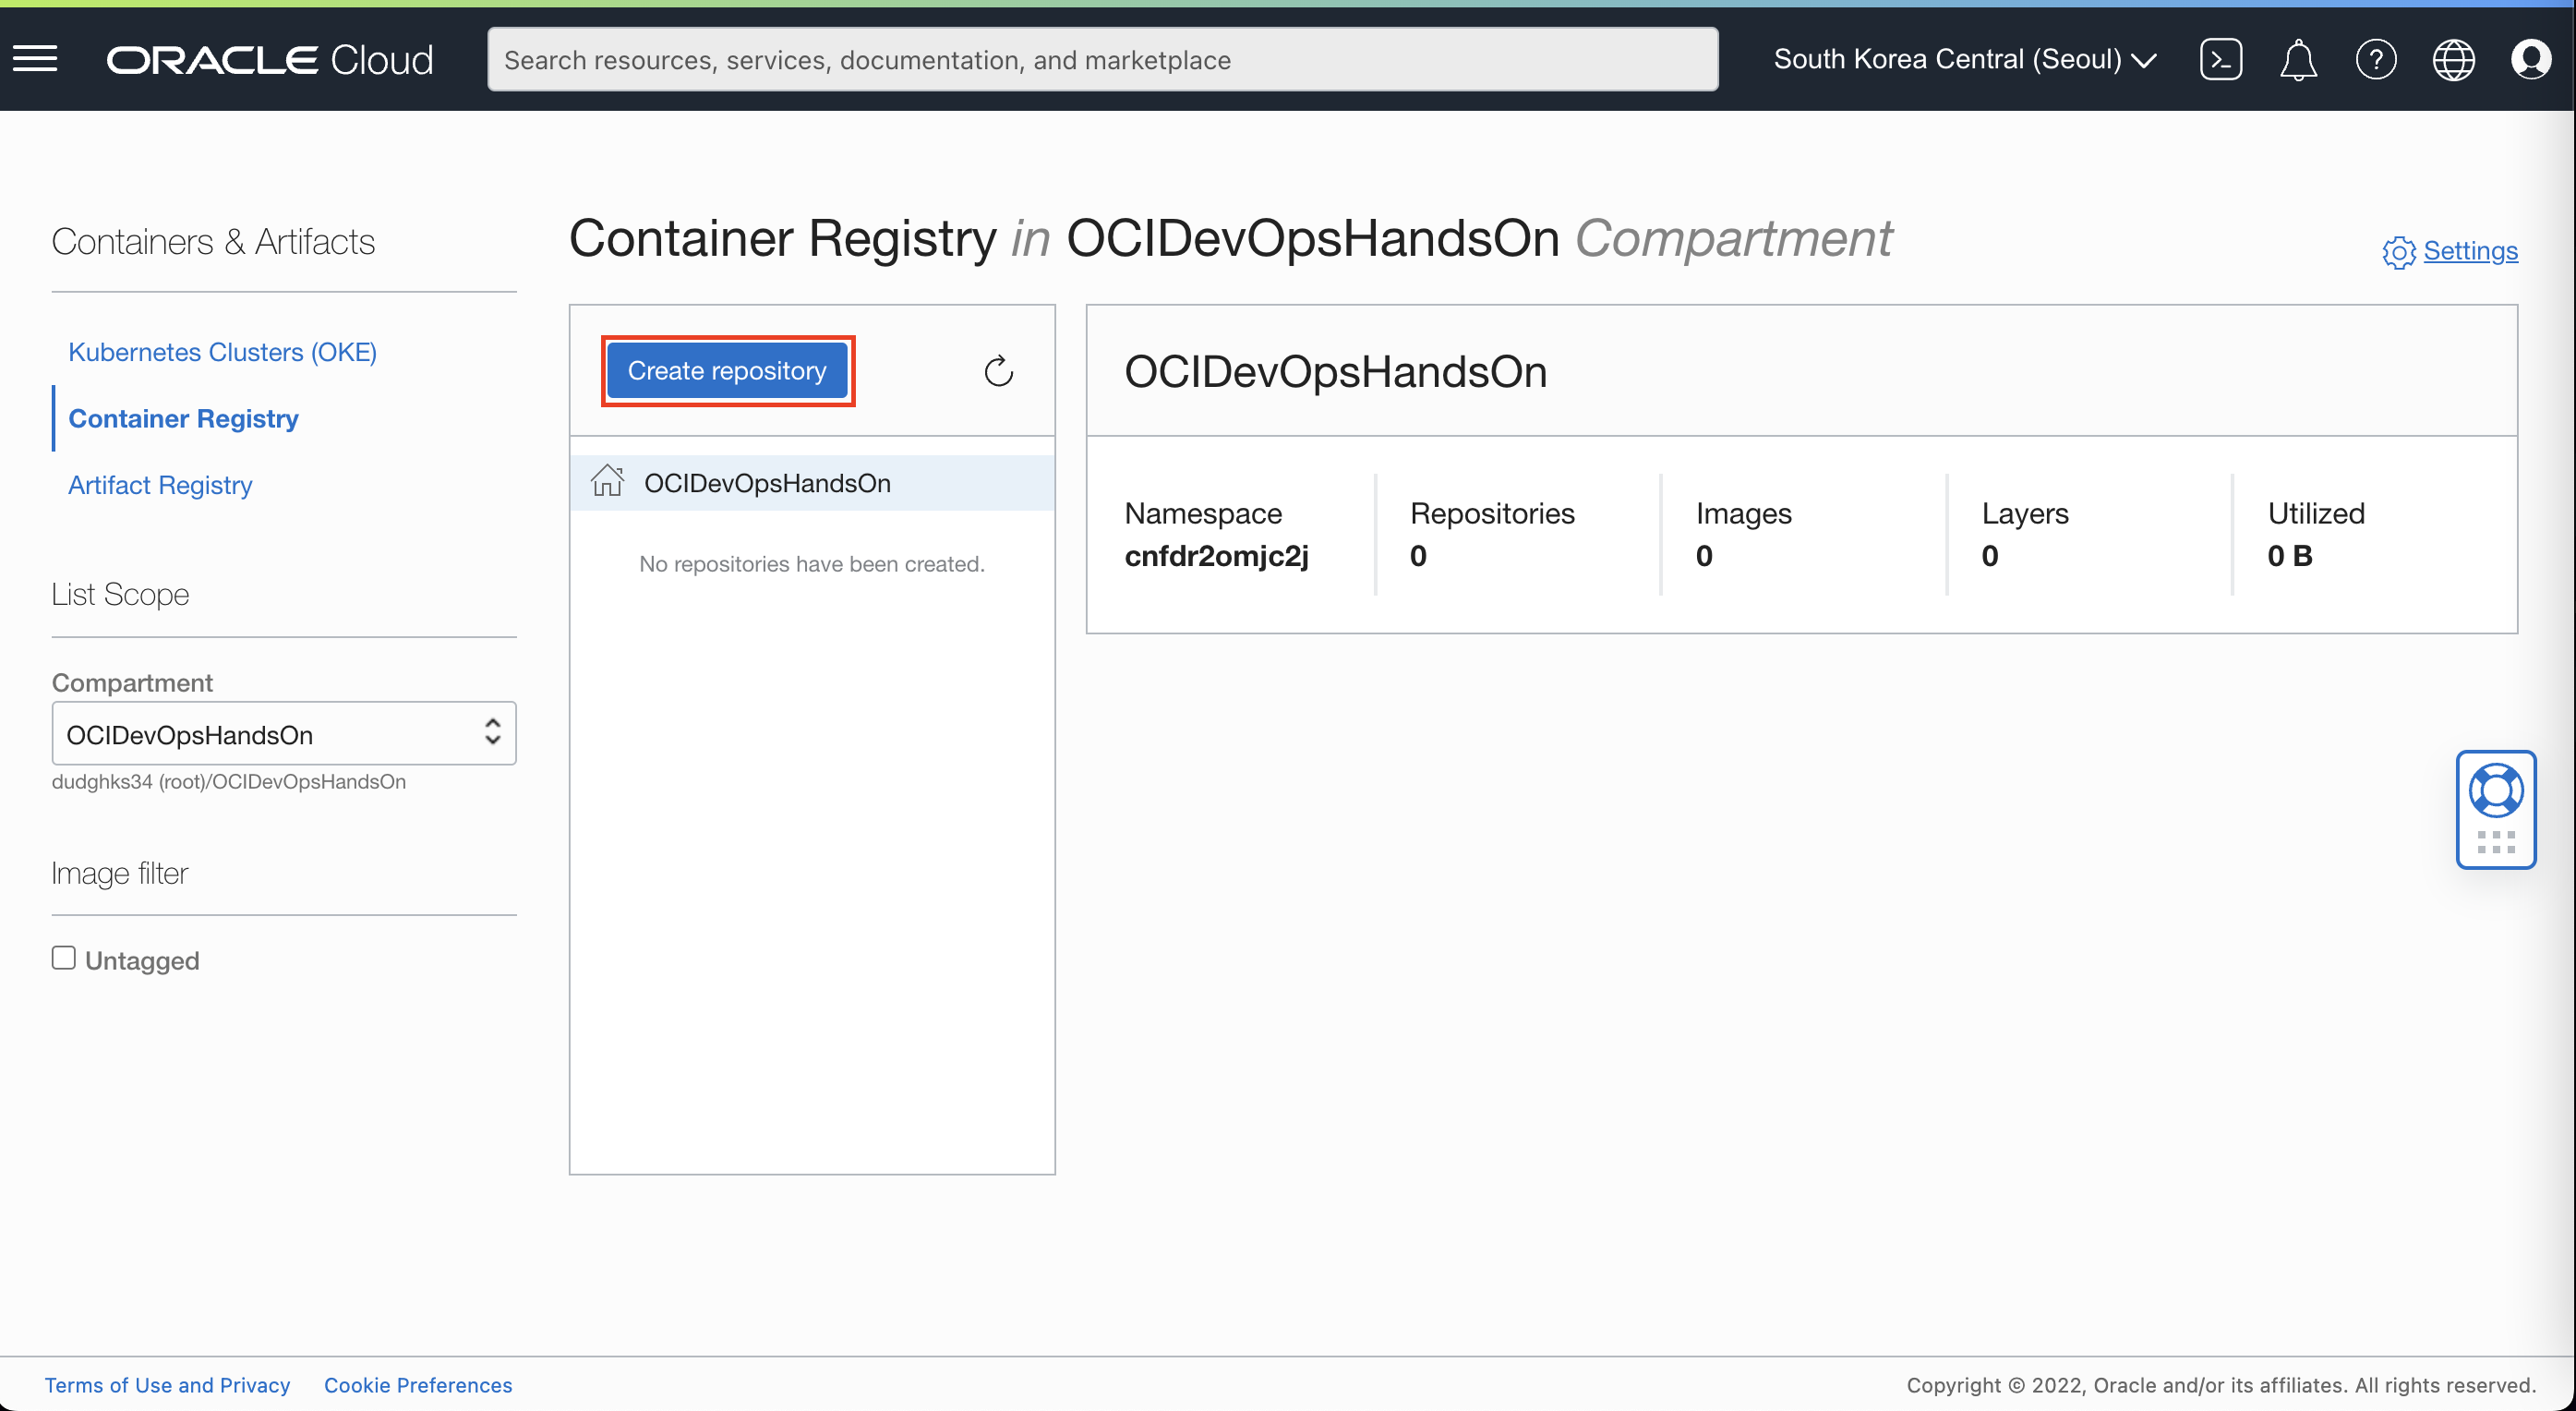 ORACLE Cloud
Search resources, services, documentation, and marketplace
South Korea Central (Seoul)
Containers & Artifacts
Kubernetes Clusters (OKE)
Container Registry
Artifact Registry
List Scope
Compartment
OCIDevOpsHandsOn
dudghks34 (root)/OCIDevOpsHandsOn
Image filter
Untagged
Container Registry in OCIDevOpsHandsOn Compartment
Settings
Create repository
OCIDevOpsHandsOn
No repositories have been created.
OCIDevOpsHandsOn
Namespace
cnfdr2omjc2j
Repositories
0
Images
0
Layers
0
Utilized
0 B
Terms of Use and Privacy
Cookie Preferences
Copyright © 2022, Oracle and/or its affiliates. All rights reserved.